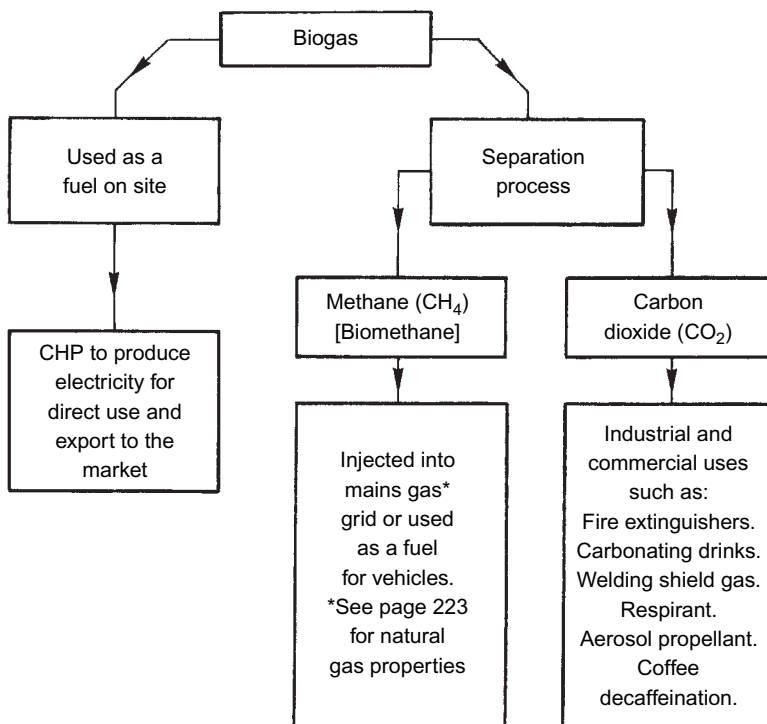 Biogas
Used as a
fuel on site
Separation
process
Methane (CH₄)
[Biomethane]
Carbon
dioxide (CO₂)
CHP to produce
electricity for
direct use and
export to the
market
Injected into
mains gas*
grid or used
as a fuel
for vehicles.
*See page 223
for natural
gas properties
Industrial and
commercial uses
such as:
Fire extinguishers.
Carbonating drinks.
Welding shield gas.
Respirant.
Aerosol propellant.
Coffee
decaffeination.